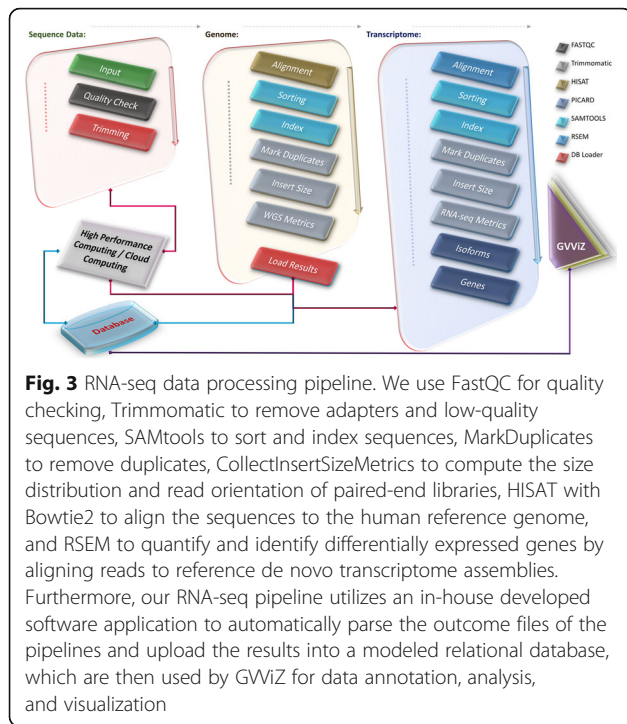 Sequence Data:
Genome:
Transcriptome:
Input
Quality Check
Trimming
Alignment
Sorting
Index
Mark Duplicates
Insert Size
WGS Metrics
Load Results
Alignment
Sorting
Index
Mark Duplicates
Insert Size
RNA-seq Metrics
Isoforms
Genes
FASTQC
Trimmomatic
HISAT
PICARD
SAMTOOLS
RSEM
DB Loader
High Performance
Computing / Cloud
Computing
Database
GVViZ
Fig. 3 RNA-seq data processing pipeline. We use FastQC for quality
checking, Trimmomatic to remove adapters and low-quality
sequences, SAMtools to sort and index sequences, MarkDuplicates
to remove duplicates, CollectInsertSizeMetrics to compute the size
distribution and read orientation of paired-end libraries, HISAT with
Bowtie2 to align the sequences to the human reference genome,
and RSEM to quantify and identify differentially expressed genes by
aligning reads to reference de novo transcriptome assemblies.
Furthermore, our RNA-seq pipeline utilizes an in-house developed
software application to automatically parse the outcome files of the
pipelines and upload the results into a modeled relational database,
which are then used by GVViZ for data annotation, analysis,
and visualization